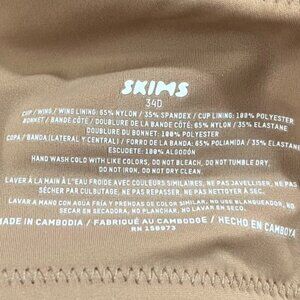 SKIMS
34D
CUP / WING / WING LINING: 65% NYLON / 35% SPANDEX / CUP LINING: 100% POLYESTER
BONNET / BANDE CÔTÉ / DOUBLURE DE LA BANDE CÔTÉ: 65% NYLON / 35% ELASTANE
DOUBLURE DU BONNET: 100% POLYESTER
COPA / BANDA (LATERAL Y CENTRAL) / FORRO DE LA BANDA: 65% POLIAMIDA / 35% ELASTANE
ESCUDETE: 100% ALGODÓN
HAND WASH COLD WITH LIKE COLORS, DO NOT BLEACH, DO NOT TUMBLE DRY,
DO NOT IRON, DO NOT DRY CLEAN.
LAVER À LA MAIN À L'EAU FROIDE AVEC COULEURS SIMILAIRES, NE PAS JAVELLISER, NE PAS
SÉCHER PAR CULBUTAGE, NE PAS REPASSER, NE PAS NETTOYER À SEC.
LAVAR A MANO CON AGUA FRÍA Y PRENDAS DE COLOR SIMILAR, NO USE BLANQUEADOR, NO
SECAR EN SECADORA, NO PLANCHAR, NO LAVAR EN SECO.
MADE IN CAMBODIA / FABRIQUÉ AU CAMBODGE / HECHO EN CAMBOYA
RN 158973